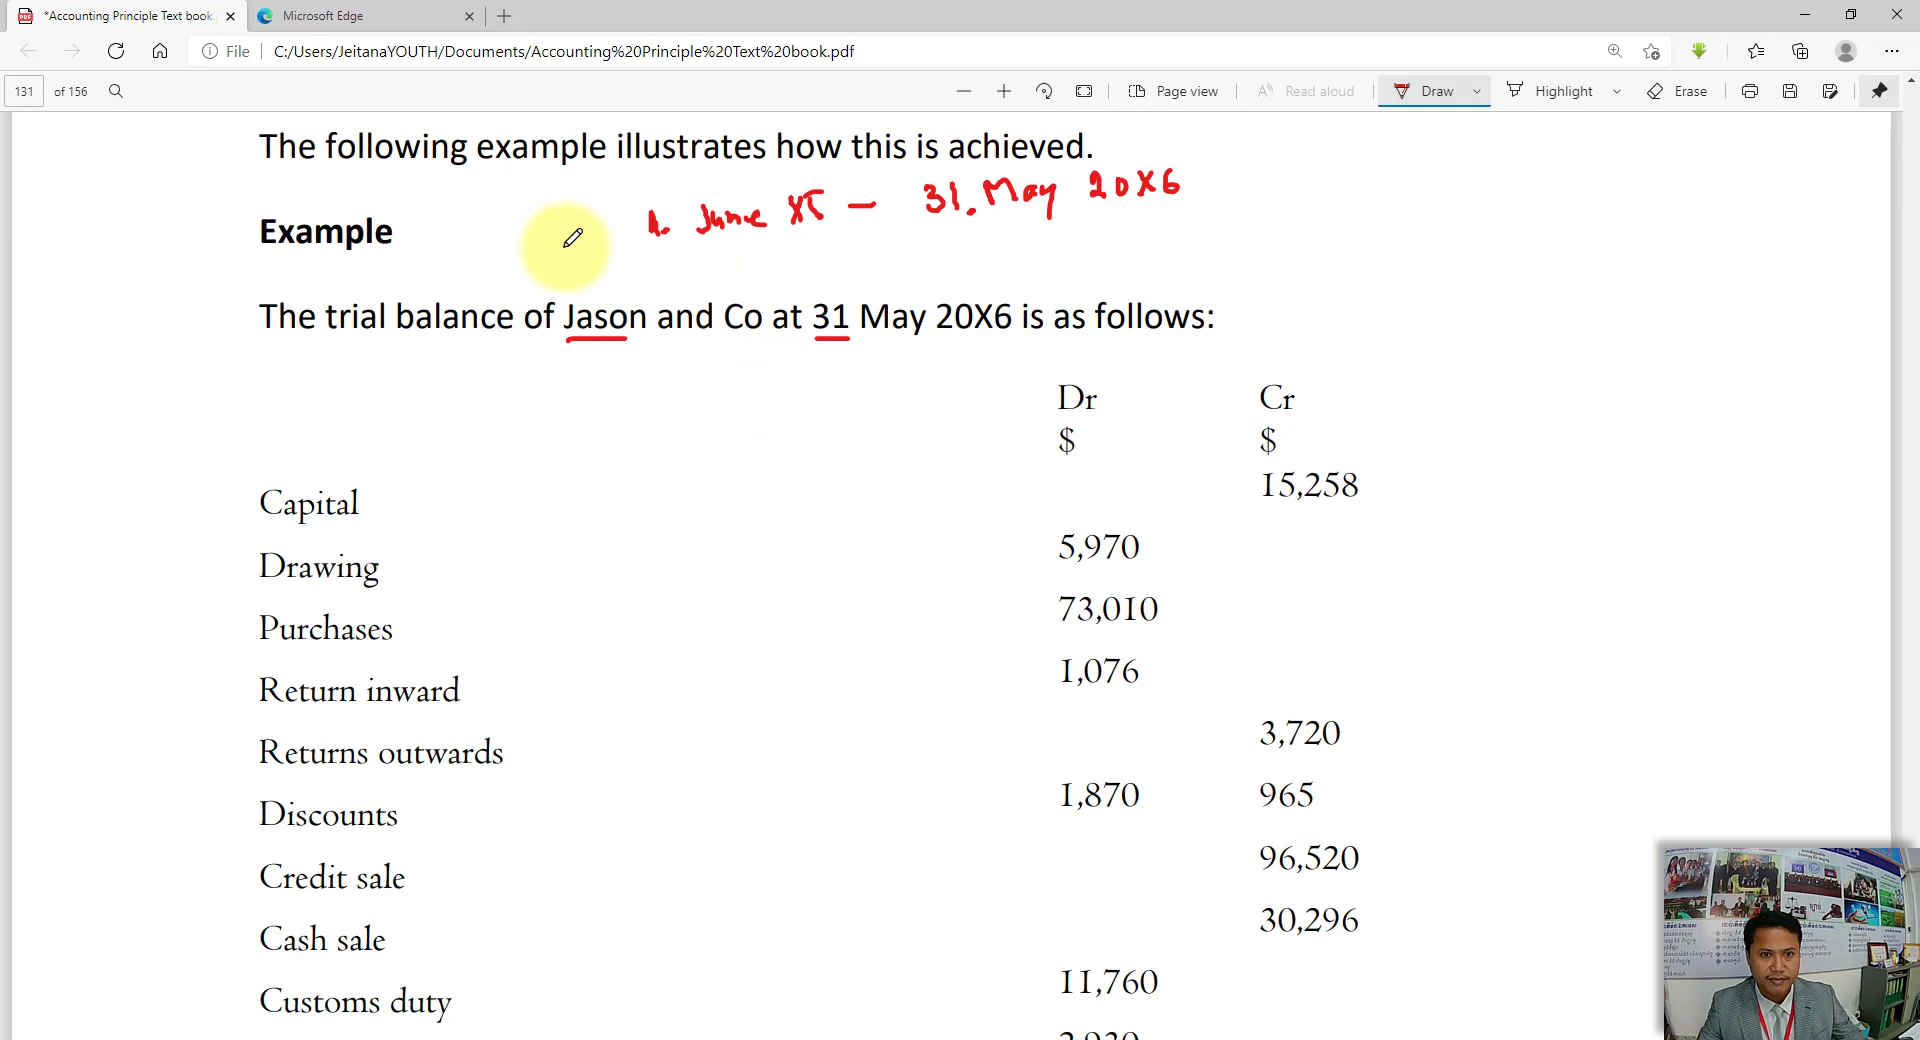 *Accounting Principle Text book
Microsoft Edge
File
C:/Users/JeitanaYOUTH/Documents/Accounting%20Principle%20Text%20book.pdf
131 of 156
Page view
Read aloud
Draw
Highlight
Erase
The following example illustrates how this is achieved.
1. June X5 — 31. May 20X6
Example
The trial balance of Jason and Co at 31 May 20X6 is as follows:
Dr Cr
$ $
Capital 15,258
Drawing 5,970
Purchases 73,010
Return inward 1,076
Returns outwards 3,720
Discounts 1,870 965
Credit sale 96,520
Cash sale 30,296
Customs duty 11,760